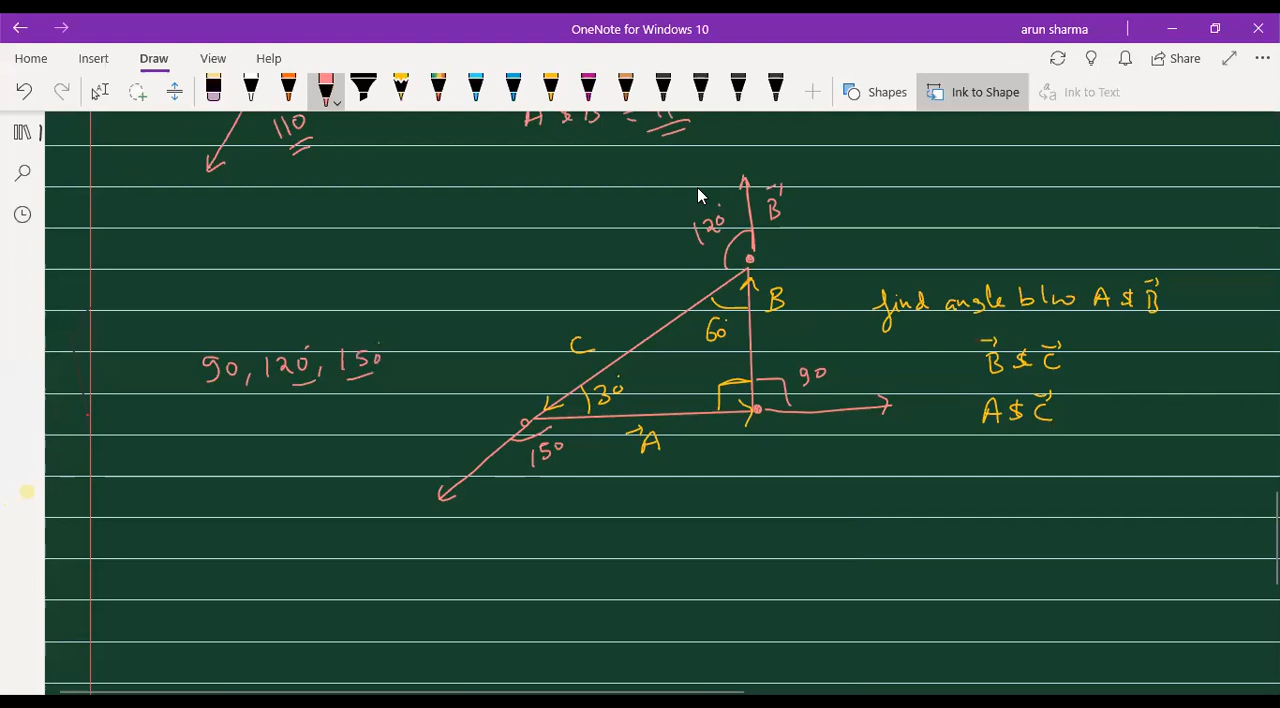 OneNote for Windows 10
arun sharma
Home Insert Draw View Help
Share
Shapes
Ink to Shape
Ink to Text
110
A & B =
120°
B
B
60°
find angle b/w A & B
C
B & C
90, 120°, 150°
30°
90
A & C
A
150